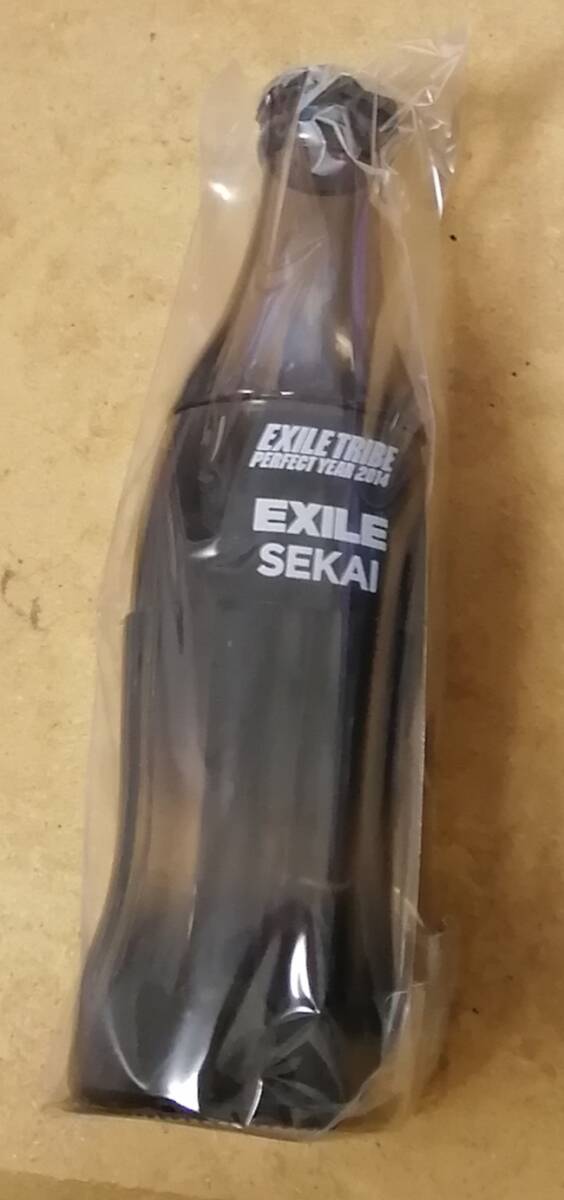 EXILE TRIBE
PERFECT YEAR 2014
EXILE
SEKAI